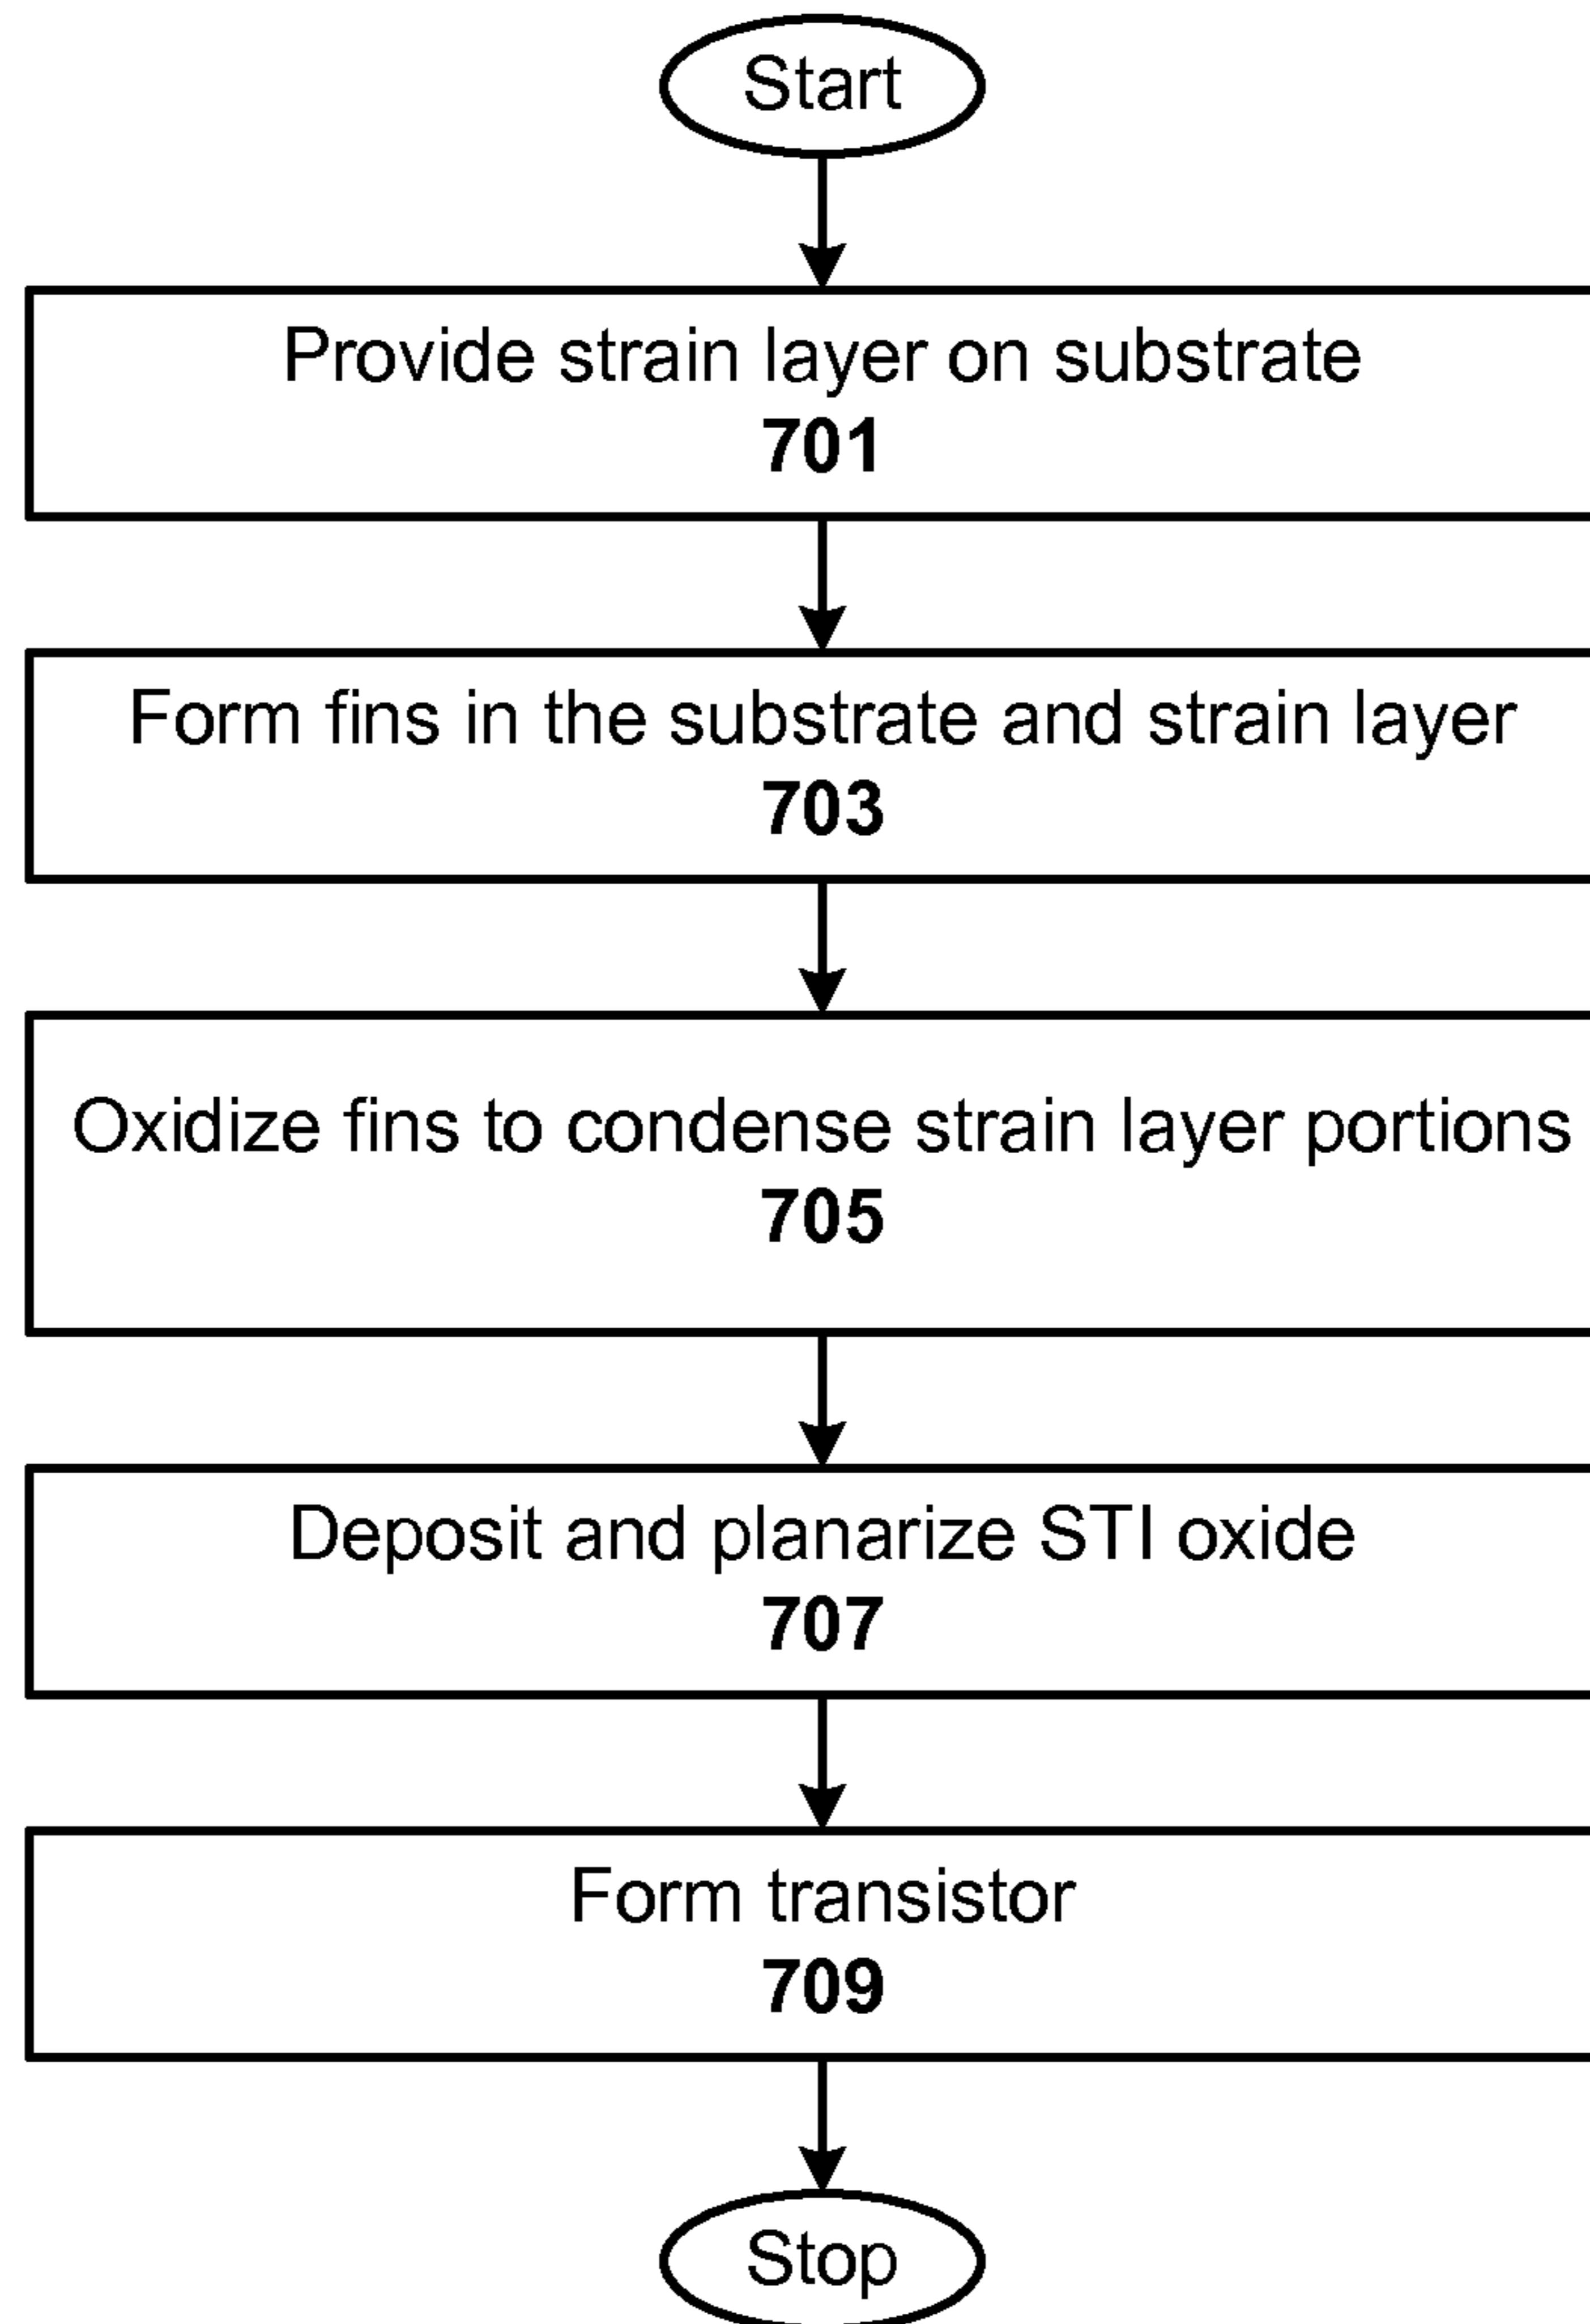 Start
Provide strain layer on substrate
701
Form fins in the substrate and strain layer
703
Oxidize fins to condense strain layer portions
705
Deposit and planarize STI oxide
707
Form transistor
709
Stop